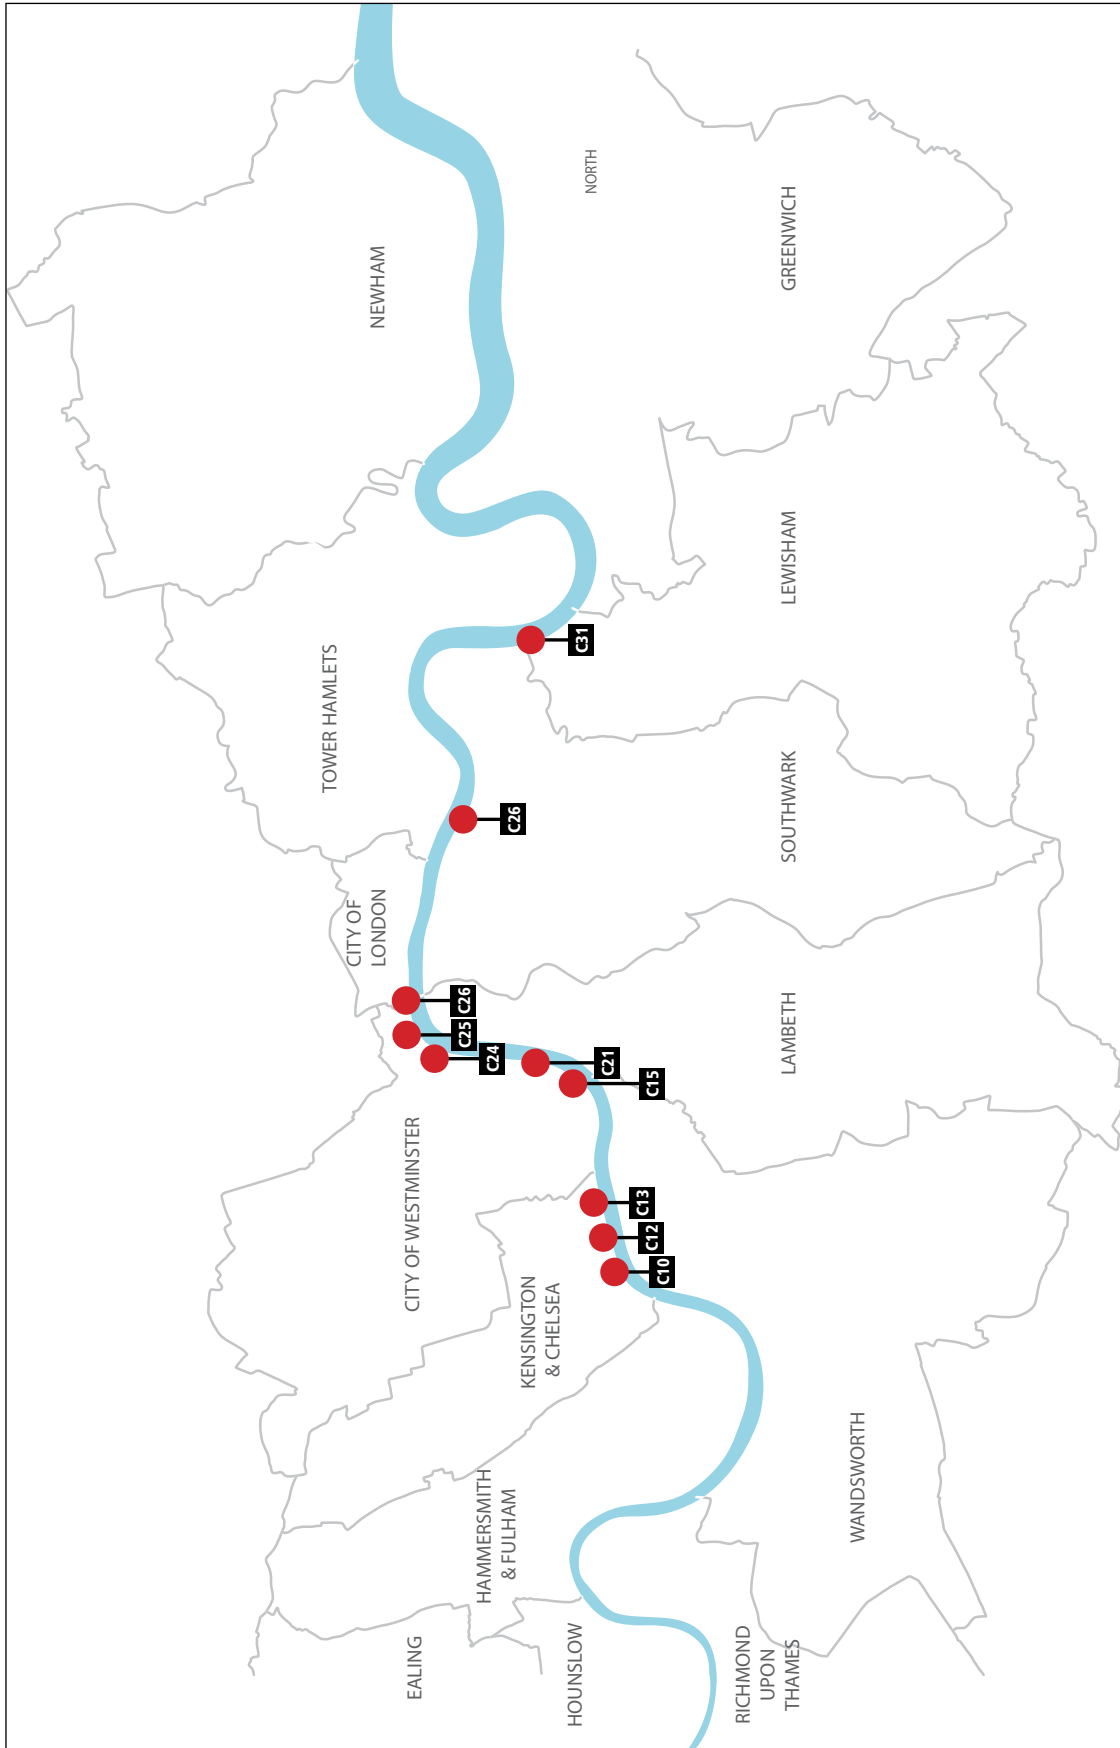 NEWHAM
NORTH
GREENWICH
TOWER HAMLETS
LEWISHAM
C31
CITY OF
LONDON
C26
SOUTHWARK
C26
C25
C24
C21
C15
LAMBETH
CITY OF WESTMINSTER
C13
C12
C10
KENSINGTON
& CHELSEA
HAMMERSMITH
& FULHAM
WANDSWORTH
EALING
HOUNSLOW
RICHMOND
UPON
THAMES